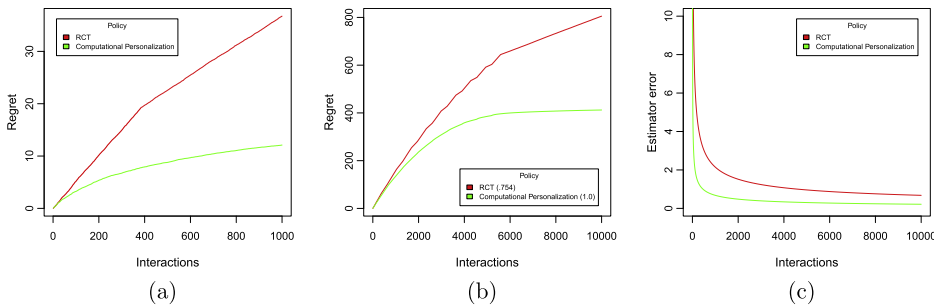 Policy
RCT
Computational Personalization
Regret
0 10 20 30
0 200 400 600 800 1000
Interactions
(a)
Policy
RCT (.754)
Computational Personalization (1.0)
Regret
0 200 400 600 800
0 2000 4000 6000 8000 10000
Interactions
(b)
Policy
RCT
Computational Personalization
Estimator error
0 2 4 6 8 10
0 2000 4000 6000 8000 10000
Interactions
(c)